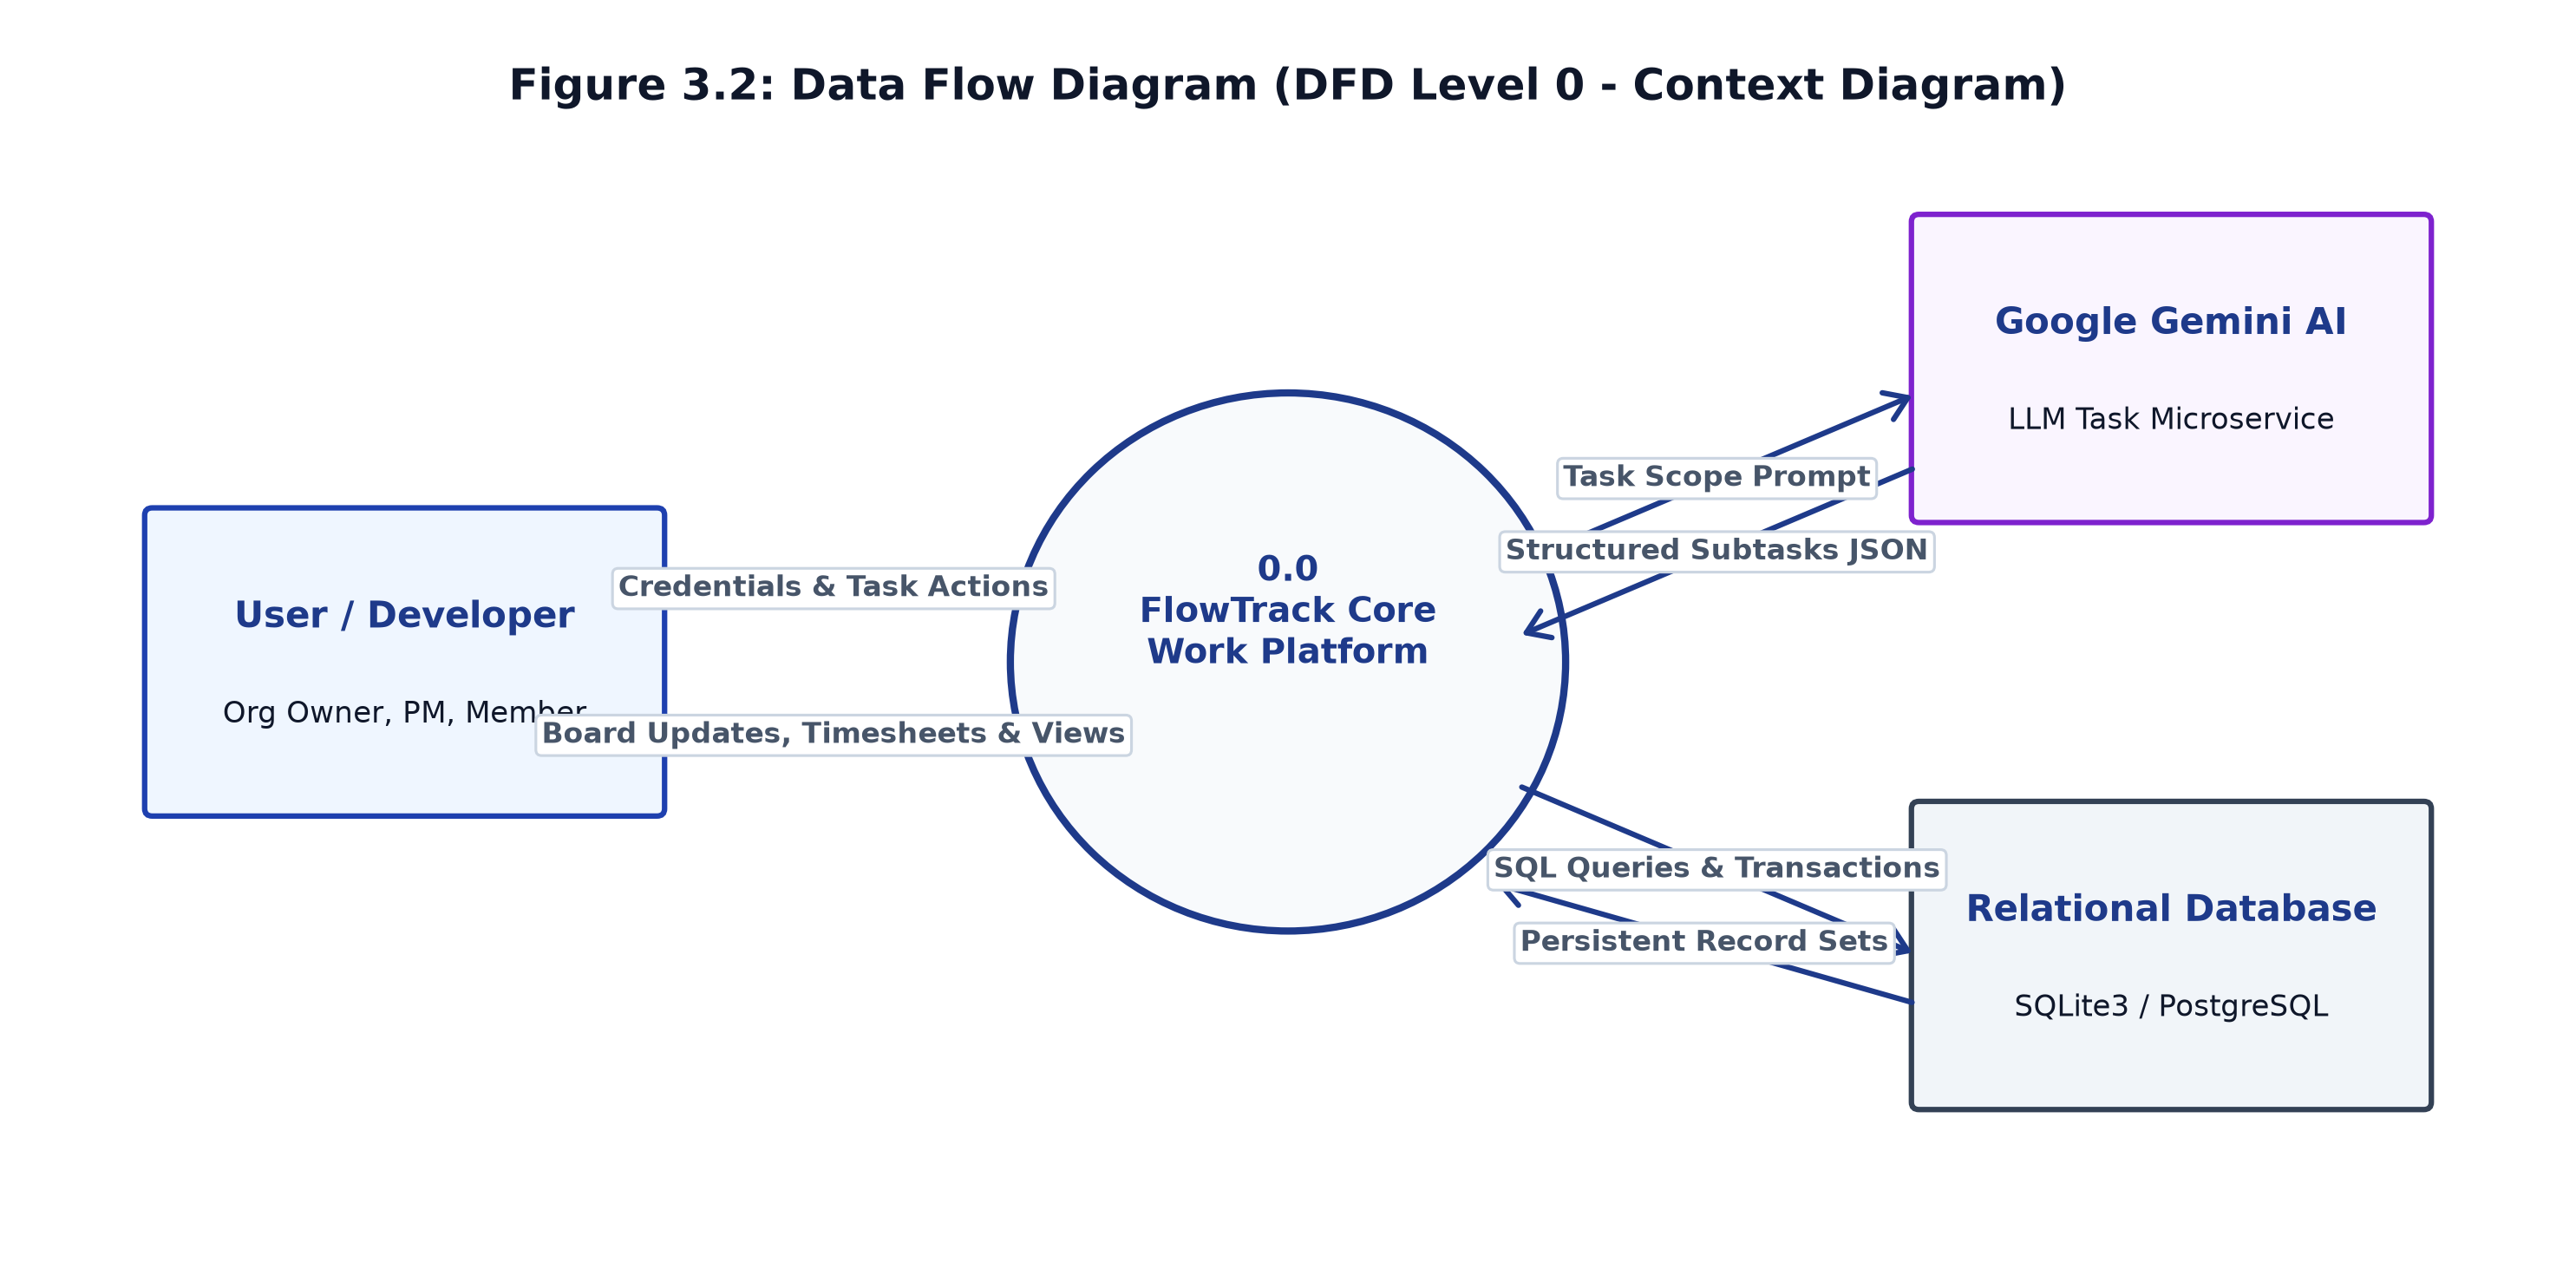 Figure 3.2: Data Flow Diagram (DFD Level 0 - Context Diagram)
User / Developer
Org Owner, PM, Member
Credentials & Task Actions
Board Updates, Timesheets & Views
0.0
FlowTrack Core
Work Platform
Task Scope Prompt
Structured Subtasks JSON
Google Gemini AI
LLM Task Microservice
SQL Queries & Transactions
Persistent Record Sets
Relational Database
SQLite3 / PostgreSQL